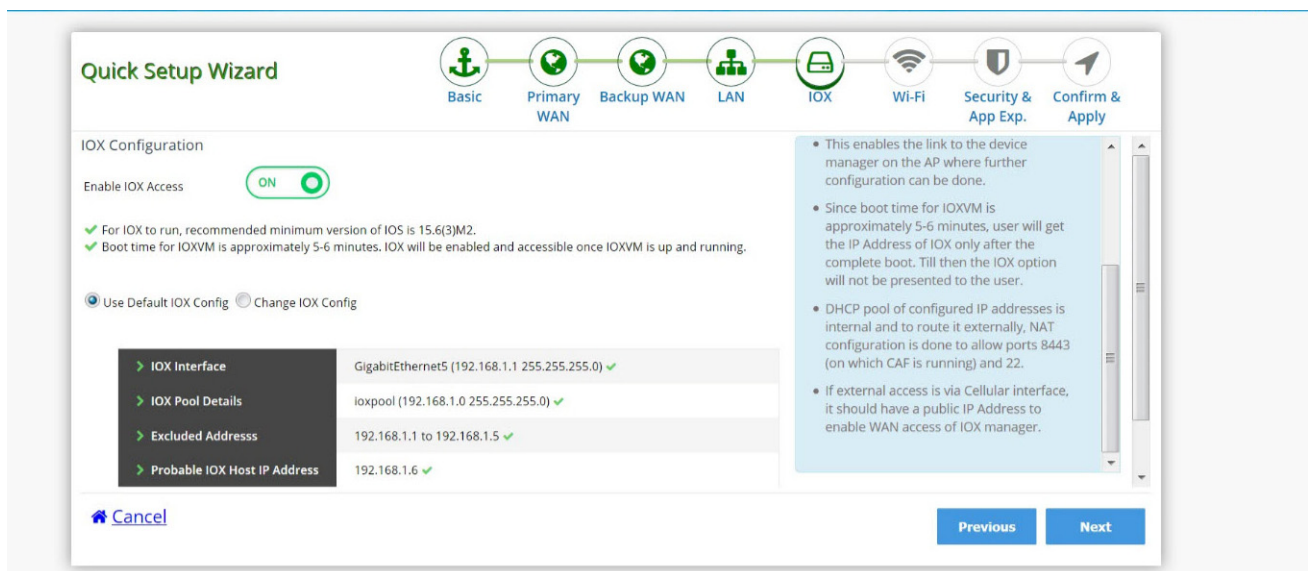 Quick Setup Wizard
Basic
Primary
WAN
Backup WAN
LAN
IOX
Wi-Fi
Security &
App Exp.
Confirm &
Apply
IOX Configuration
Enable IOX Access
ON
For IOX to run, recommended minimum version of IOS is 15.6(3)M2.
Boot time for IOXVM is approximately 5-6 minutes. IOX will be enabled and accessible once IOXVM is up and running.
Use Default IOX Config Change IOX Config
IOX Interface GigabitEthernet5 (192.168.1.1 255.255.255.0)
IOX Pool Details ioxpool (192.168.1.0 255.255.255.0)
Excluded Addresss 192.168.1.1 to 192.168.1.5
Probable IOX Host IP Address 192.168.1.6
This enables the link to the device
manager on the AP where further
configuration can be done.
Since boot time for IOXVM is
approximately 5-6 minutes, user will get
the IP Address of IOX only after the
complete boot. Till then the IOX option
will not be presented to the user.
DHCP pool of configured IP addresses is
internal and to route it externally, NAT
configuration is done to allow ports 8443
(on which CAF is running) and 22.
If external access is via Cellular interface,
it should have a public IP Address to
enable WAN access of IOX manager.
Cancel
Previous
Next